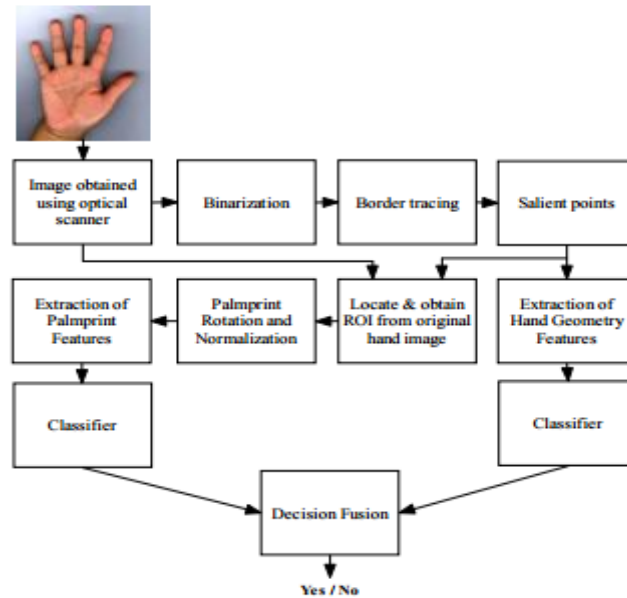 Image obtained
using optical
scanner
Binarization
Border tracing
Salient points
Extraction of
Palmprint
Features
Palmprint
Rotation and
Normalization
Locate & obtain
ROI from original
hand image
Extraction of
Hand Geometry
Features
Classifier
Classifier
Decision Fusion
Yes / No